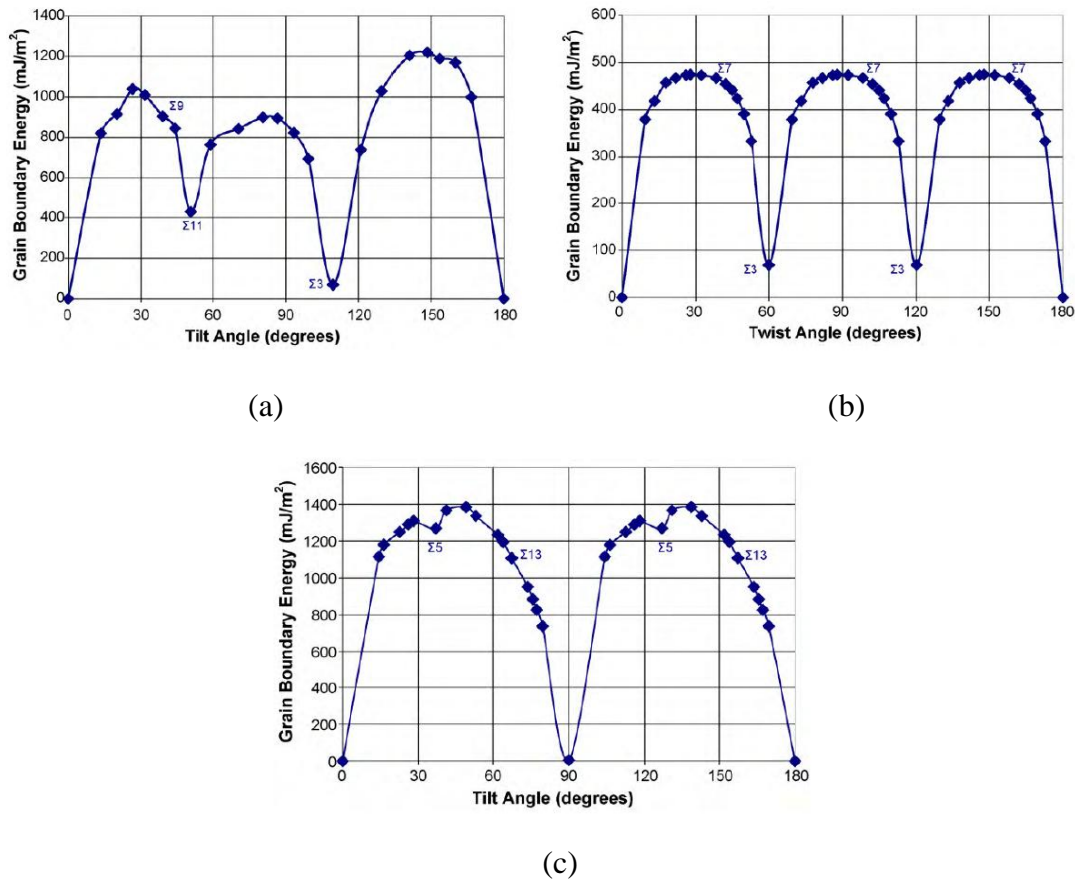 1400
1200
1000
800
600
400
200
0
Grain Boundary Energy (mJ/m²)
Σ9
Σ11
Σ3
0 30 60 90 120 150 180
Tilt Angle (degrees)
(a)
600
500
400
300
200
100
0
Grain Boundary Energy (mJ/m²)
Σ7 Σ7 Σ7
Σ3 Σ3
0 30 60 90 120 150 180
Twist Angle (degrees)
(b)
1600
1400
1200
1000
800
600
400
200
0
Grain Boundary Energy (mJ/m²)
Σ5 Σ13 Σ5 Σ13
0 30 60 90 120 150 180
Tilt Angle (degrees)
(c)